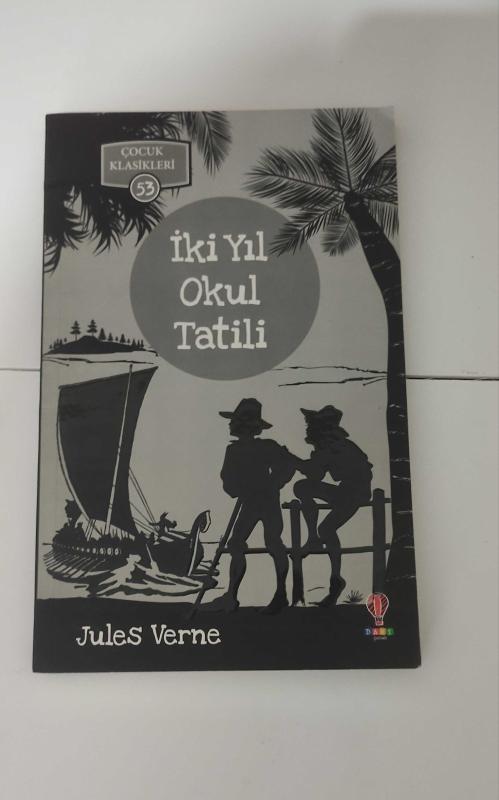 ÇOCUK
KLASİKLERİ
53
İki Yıl
Okul
Tatili
Jules Verne